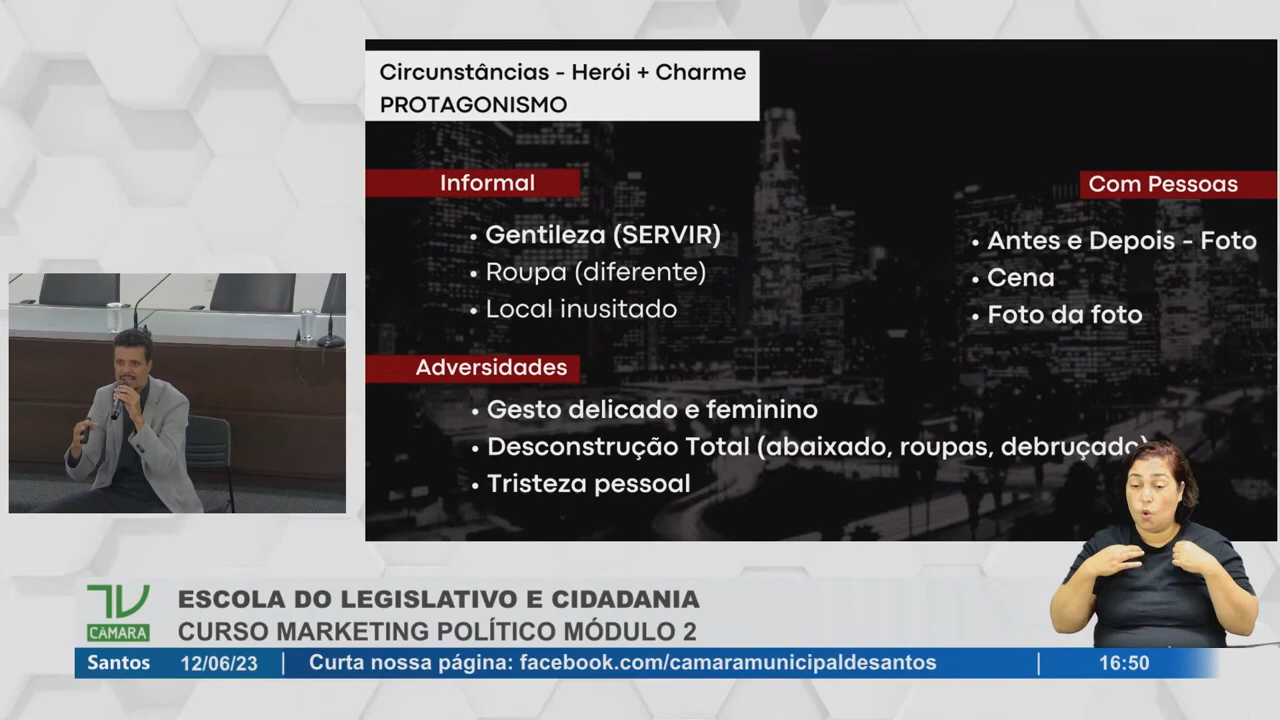 Circunstâncias - Herói + Charme
PROTAGONISMO
Informal
• Gentileza (SERVIR)
• Roupa (diferente)
• Local inusitado
Com Pessoas
• Antes e Depois - Foto
• Cena
• Foto da foto
Adversidades
• Gesto delicado e feminino
• Desconstrução Total (abaixado, roupas, debruçado)
• Tristeza pessoal
TV
CÂMARA
ESCOLA DO LEGISLATIVO E CIDADANIA
CURSO MARKETING POLÍTICO MÓDULO 2
Santos 12/06/23 | Curta nossa página: facebook.com/camaramunicipaldesantos | 16:50